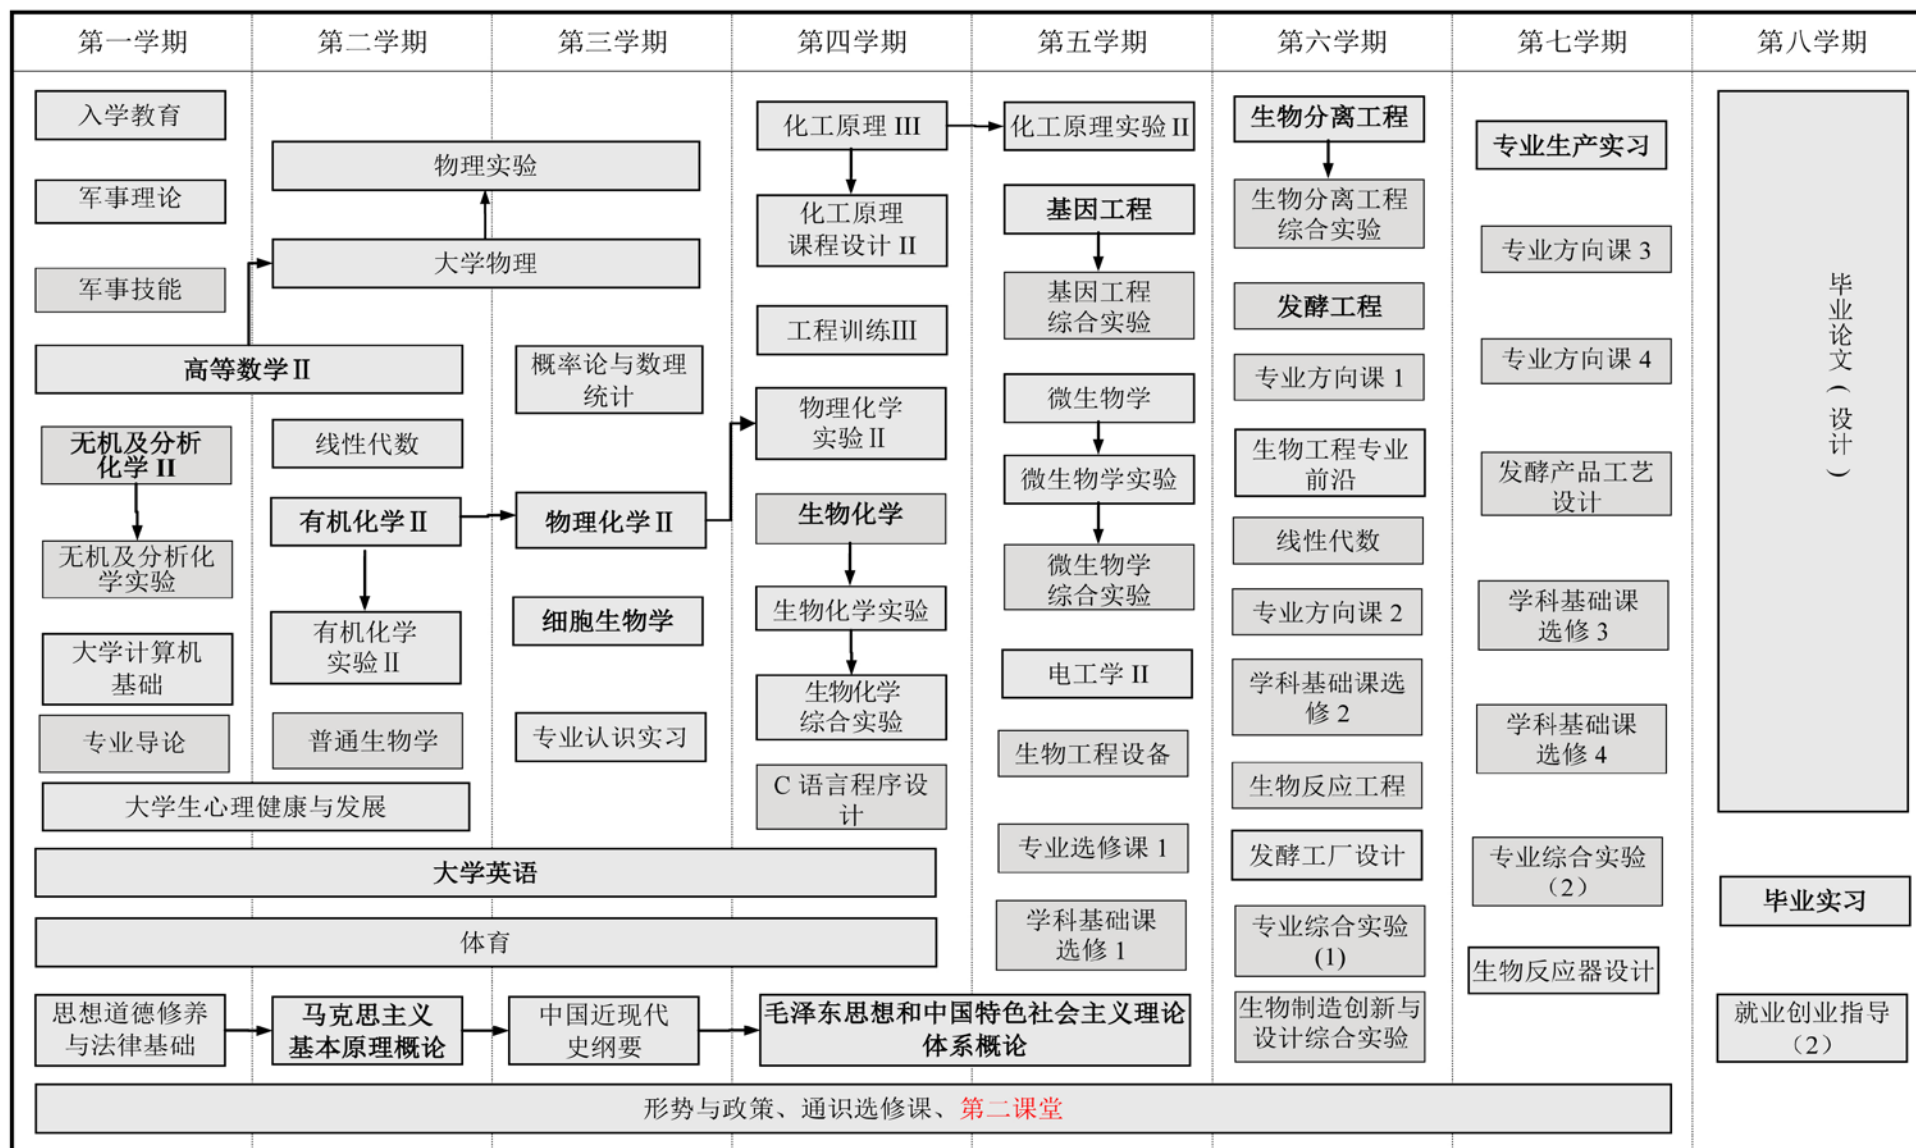 第一学期
第二学期
第三学期
第四学期
第五学期
第六学期
第七学期
第八学期
入学教育
军事理论
军事技能
高等数学Ⅱ
无机及分析
化学 II
无机及分析化
学实验
大学计算机
基础
专业导论
大学生心理健康与发展
大学英语
体育
思想道德修养
与法律基础
物理实验
大学物理
线性代数
有机化学Ⅱ
有机化学
实验Ⅱ
普通生物学
马克思主义
基本原理概论
概率论与数理
统计
物理化学Ⅱ
细胞生物学
专业认识实习
中国近现代
史纲要
化工原理 III
化工原理
课程设计 II
工程训练Ⅲ
物理化学
实验Ⅱ
生物化学
生物化学实验
生物化学
综合实验
C 语言程序设
计
毛泽东思想和中国特色社会主义理论
体系概论
化工原理实验 II
基因工程
基因工程
综合实验
微生物学
微生物学实验
微生物学
综合实验
电工学 II
生物工程设备
专业选修课 1
学科基础课
选修 1
生物分离工程
生物分离工程
综合实验
发酵工程
专业方向课 1
生物工程专业
前沿
线性代数
专业方向课 2
学科基础课选
修 2
生物反应工程
发酵工厂设计
专业综合实验
(1)
生物制造创新与
设计综合实验
专业生产实习
专业方向课 3
专业方向课 4
发酵产品工艺
设计
学科基础课
选修 3
学科基础课
选修 4
专业综合实验
（2）
生物反应器设计
毕业论文(设计)
毕业实习
就业创业指导
（2）
形势与政策、通识选修课、第二课堂